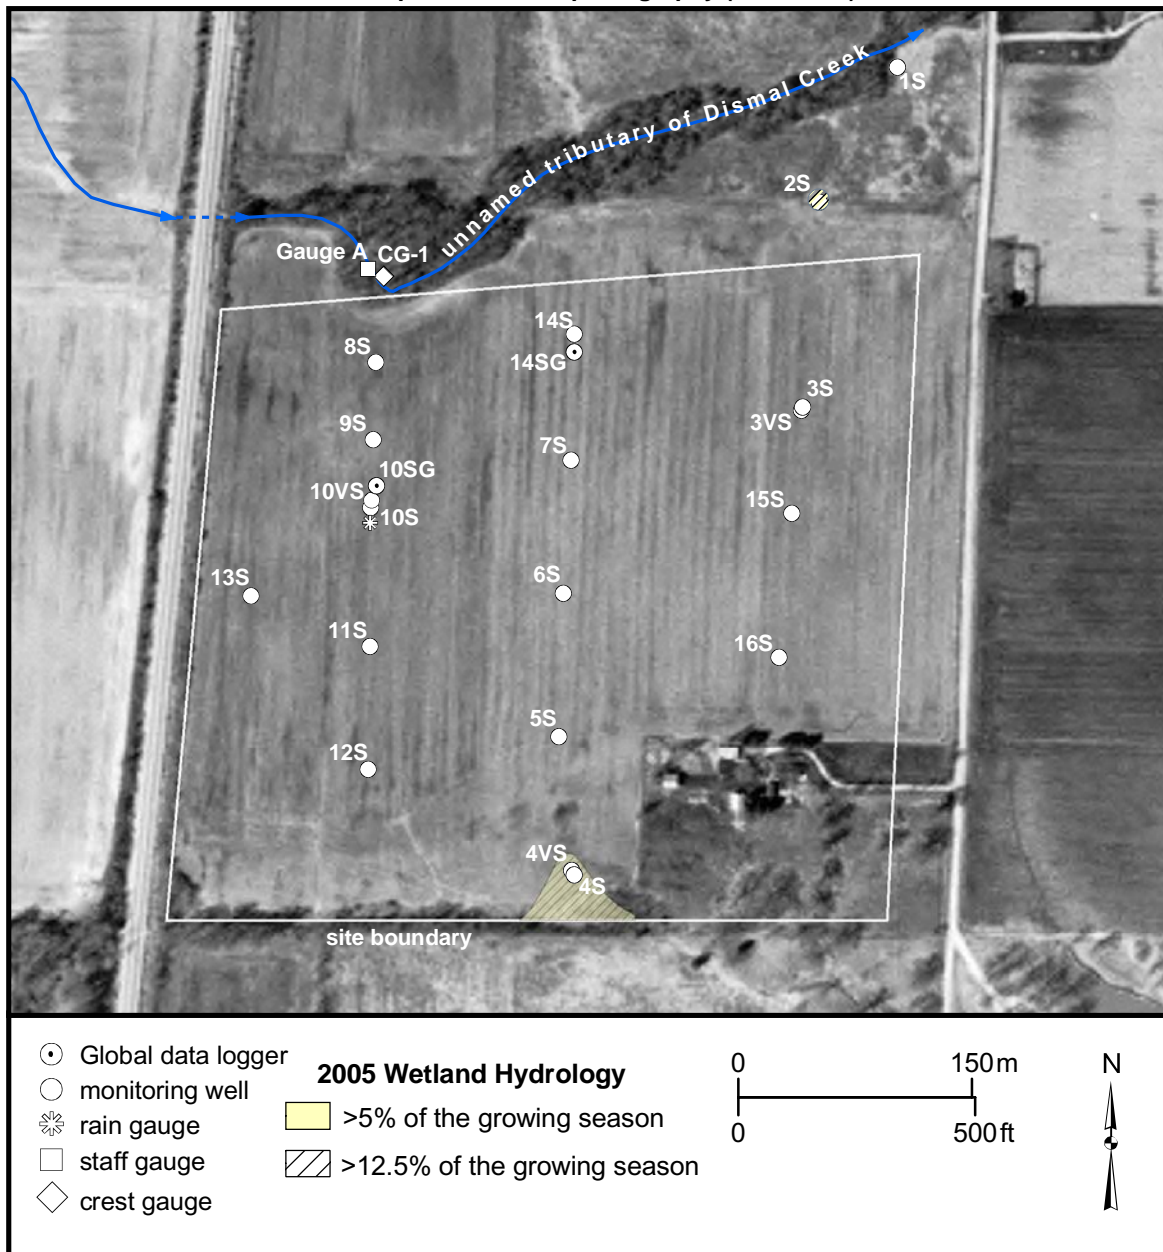 1S
unnamed tributary of Dismal Creek
2S
Gauge A
CG-1
14S
8S
14SG
3S
3VS
9S
7S
10SG
10VS
15S
10S
13S
6S
11S
16S
5S
12S
4VS
4S
site boundary
Global data logger
monitoring well
rain gauge
staff gauge
crest gauge
2005 Wetland Hydrology
>5% of the growing season
>12.5% of the growing season
0 150 m
0 500 ft
N